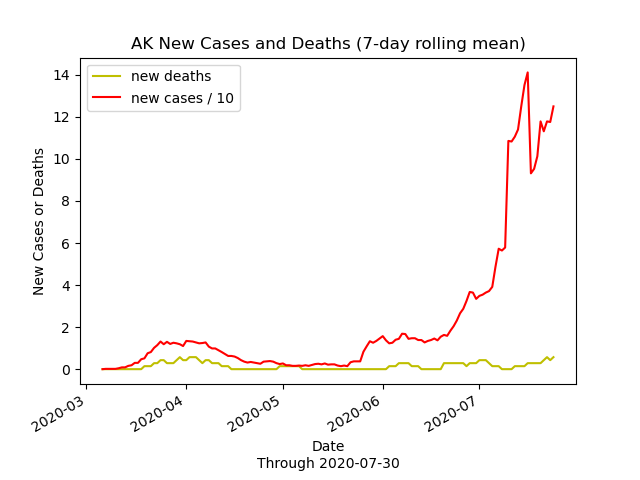 AK New Cases and Deaths (7-day rolling mean)
new deaths
new cases / 10
14
12
10
8
6
4
2
0
New Cases or Deaths
2020-03
2020-04
2020-05
2020-06
2020-07
Date
Through 2020-07-30